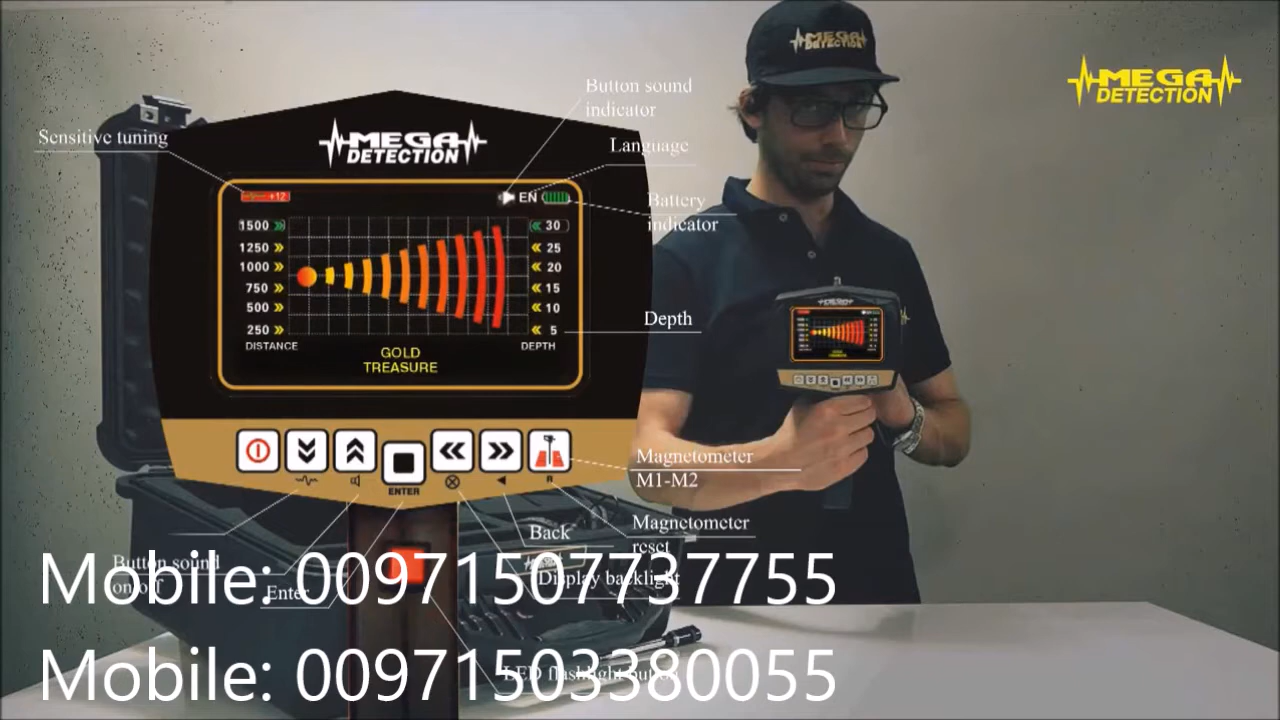 MEGA
DETECTION
MEGA
DETECTION
Button sound
indicator
Sensitive tuning
MEGA
DETECTION
Language
+12
EN
Battery
indicator
1500
30
1250
25
1000
20
750
15
500
10
250
5
DISTANCE
DEPTH
GOLD
TREASURE
Depth
Magnetometer
M1-M2
ENTER
R
Magnetometer
reset
Back
Button sound
on/off
Display backlight
Enter
Mobile: 00971507737755
LED flashlight button
Mobile: 00971503380055